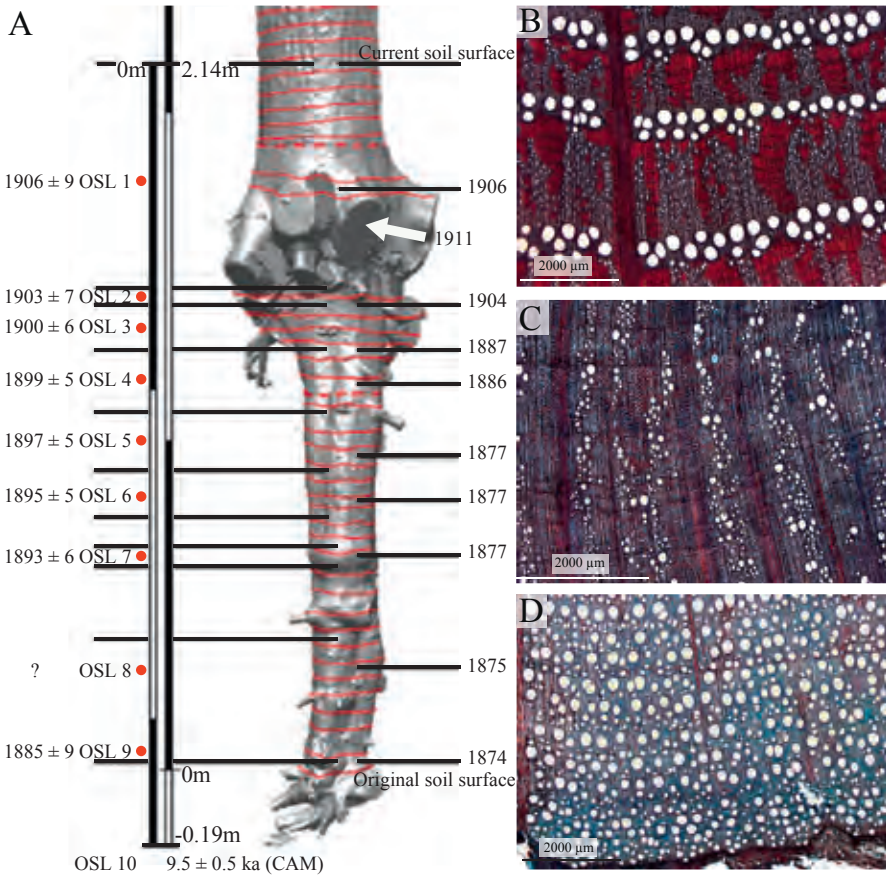 A
Current soil surface
0m
2.14m
1906 ± 9 OSL 1
1906
1911
1903 ± 7 OSL 2
1904
1900 ± 6 OSL 3
1887
1899 ± 5 OSL 4
1886
1897 ± 5 OSL 5
1877
1895 ± 5 OSL 6
1877
1893 ± 6 OSL 7
1877
? OSL 8
1875
1885 ± 9 OSL 9
1874
0m
Original soil surface
-0.19m
OSL 10 9.5 ± 0.5 ka (CAM)
B
2000 µm
C
2000 µm
D
2000 µm